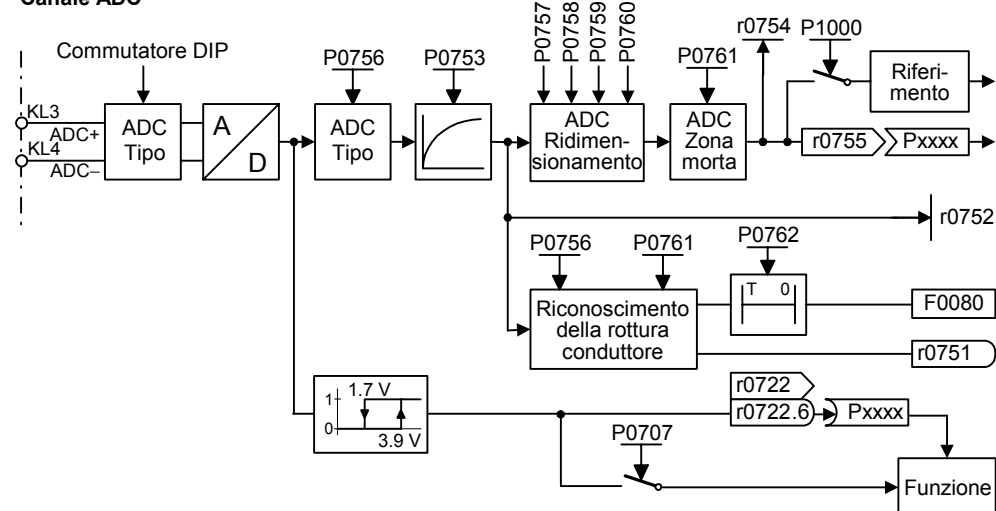 Canale ADC
Commutatore DIP
KL3
ADC+
KL4
ADC–
ADC
Tipo
A
D
P0756
ADC
Tipo
P0753
P0757
P0758
P0759
P0760
ADC
Ridimen-
sionamento
P0761
ADC
Zona
morta
r0754
P1000
Riferi-
mento
r0755
Pxxxx
r0752
P0756
P0761
Riconoscimento
della rottura
conduttore
P0762
T 0
F0080
r0751
1.7 V
1
0
3.9 V
r0722
r0722.6
Pxxxx
P0707
Funzione